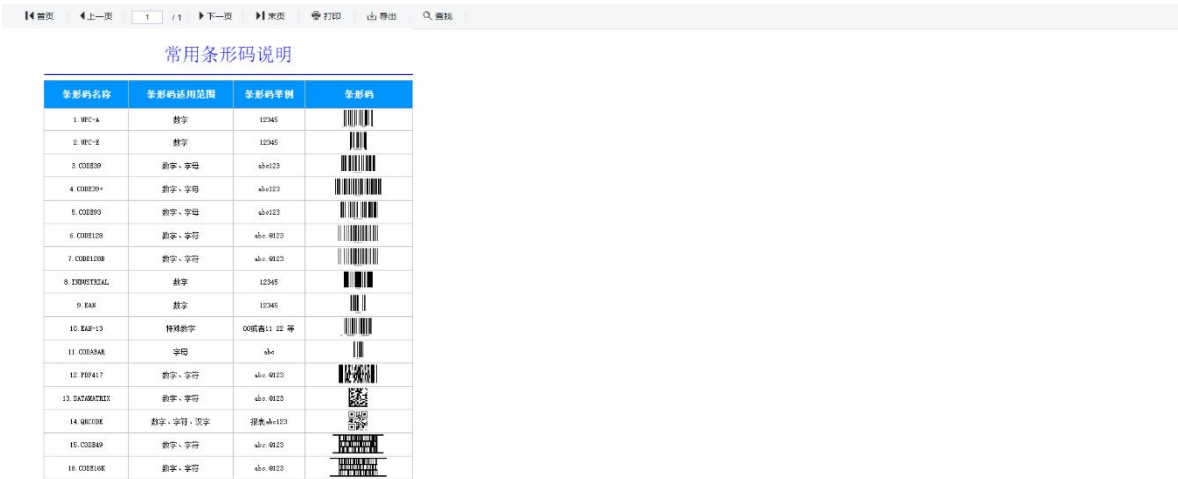 首页 上一页 1 /1 下一页 末页 打印 导出 查找
常用条形码说明
条形码名称 条形码适用范围 条形码举例 条形码
1.UPC-A 数字 12345
2.UPC-E 数字 12345
3.CODE39 数字、字母 abc123
4.CODE39+ 数字、字母 abc123
5.CODE93 数字、字母 abc123
6.CODE128 数字、字符 abc.@123
7.CODE128B 数字、字符 abc.@123
8.INDUSTRIAL 数字 12345
9.EAN 数字 12345
10.EAN-13 特殊数字 00或者11 22 等
11.CODABAR 字母 abc
12.PDF417 数字、字符 abc.@123
13.DATAMATRIX 数字、字符 abc.@123
14.QRCODE 数字、字符、汉字 报表abc123
15.CODE49 数字、字符 abc.@123
16.CODE16K 数字、字符 abc.@123